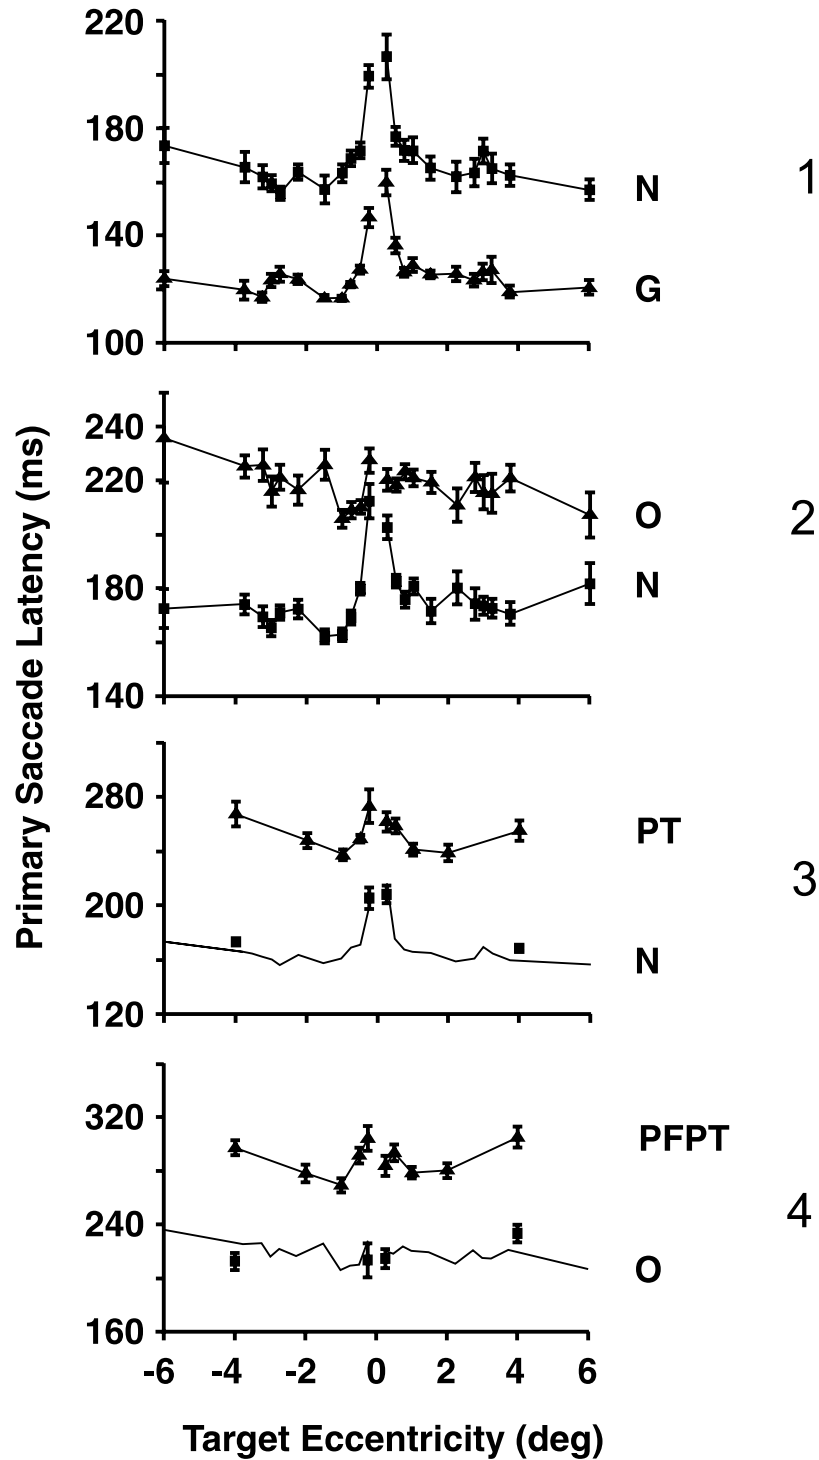 220
180
140
100
N
G
1
240
220
180
140
O
N
2
280
200
120
PT
N
3
320
240
160
PFPT
O
4
-6 -4 -2 0 2 4 6
Target Eccentricity (deg)
Primary Saccade Latency (ms)